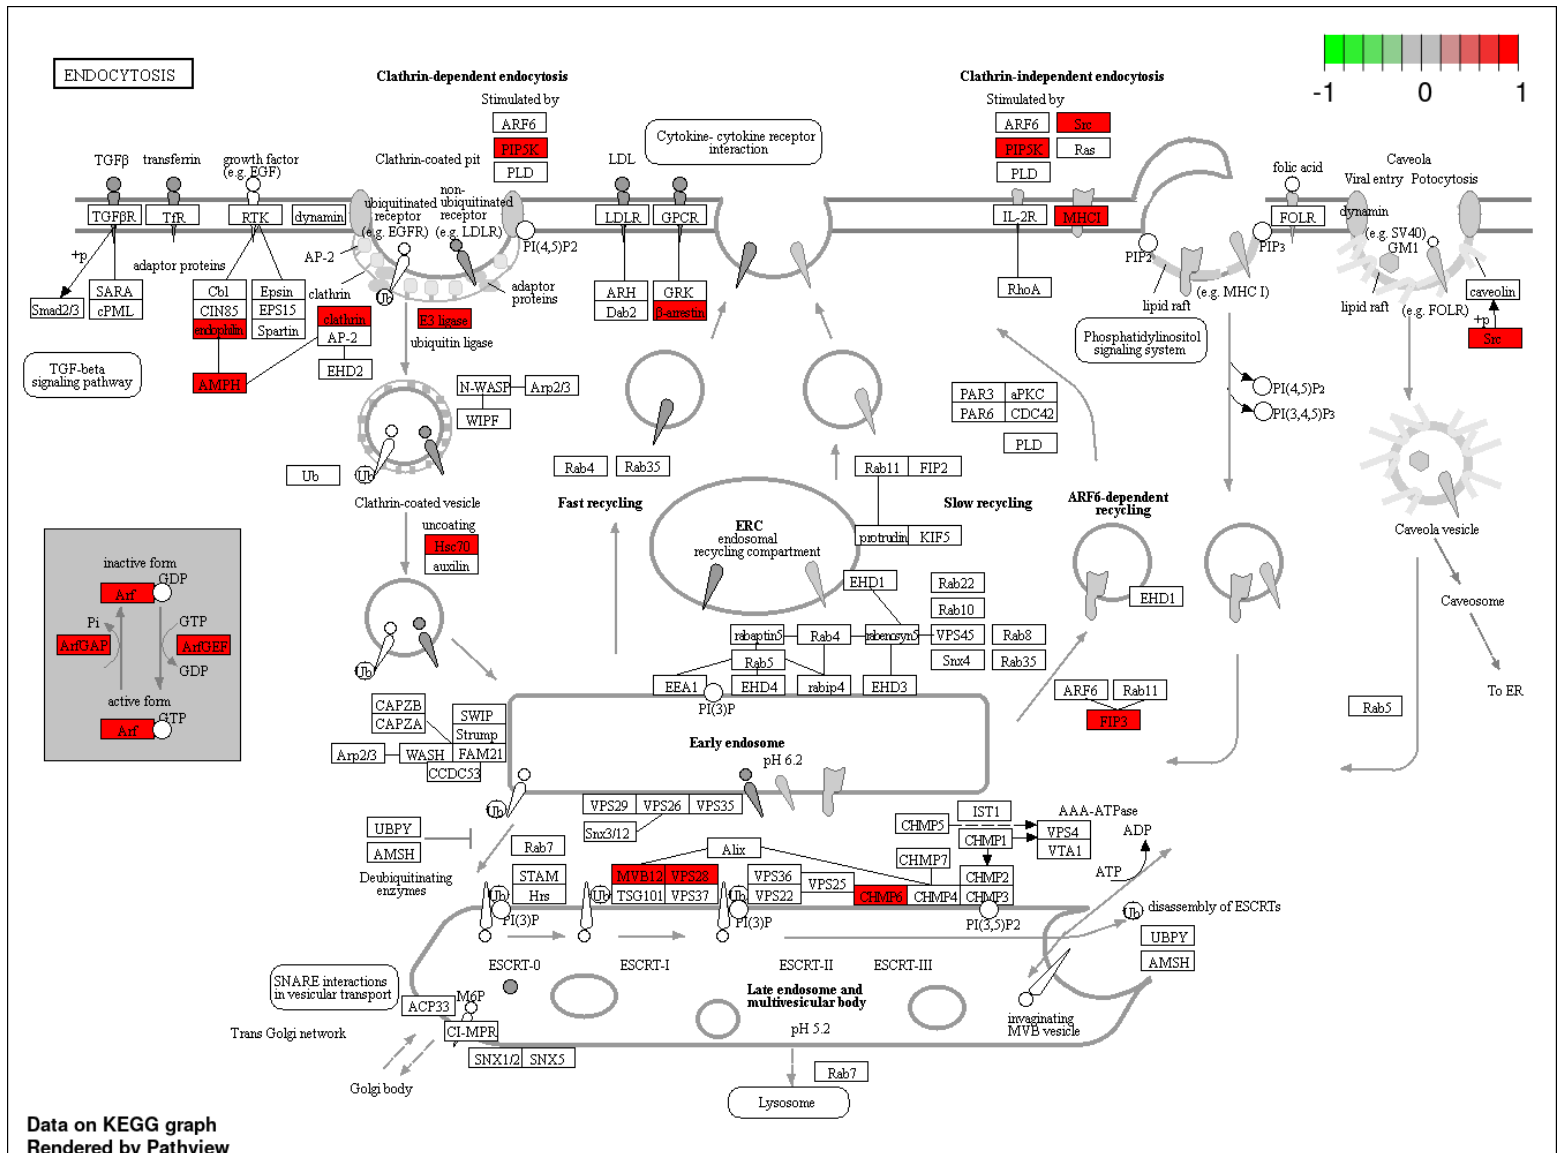 ENDOCYTOSIS
Clathrin-dependent endocytosis
Stimulated by
ARF6
PIP5K
PLD
Clathrin-independent endocytosis
Stimulated by
ARF6
Src
PIP5K
Ras
PLD
-1
0
1
Cytokine- cytokine receptor
interaction
TGFβ
transferrin
growth factor
(e.g. EGF)
Clathrin-coated pit
LDL
folic acid
Caveola
Viral entry
Potocytosis
TGFβR
TfR
RTK
dynamin
ubiquitinated
receptor
(e.g. EGFR)
non-
ubiquitinated
receptor
(e.g. LDLR)
PI(4,5)P2
LDLR
GPCR
IL-2R
MHCI
FOLR
dynamin
(e.g. SV40)
GM1
PIP2
PIP3
+p
adaptor proteins
AP-2
clathrin
adaptor
proteins
Ub
Smad2/3
SARA
cPML
Cbl
CIN85
endophilin
Epsin
EPS15
Spartin
clathrin
AP-2
EHD2
AMPH
E3 ligase
ubiquitin ligase
ARH
Dab2
GRK
β-arrestin
RhoA
lipid raft
(e.g. MHC I)
lipid raft
(e.g. FOLR)
caveolin
+p
Src
TGF-beta
signaling pathway
Phosphatidylinositol
signaling system
N-WASP
Arp2/3
WIPF
PAR3
aPKC
PAR6
CDC42
PLD
PI(4,5)P2
PI(3,4,5)P3
Ub
Ub
Clathrin-coated vesicle
Rab4
Rab35
Fast recycling
Rab11
FIP2
Slow recycling
ARF6-dependent
recycling
protrudin
KIF5
ERC
endosomal
recycling compartment
Caveola vesicle
uncoating
Hsc70
auxilin
inactive form
GDP
Arf
Pi
GTP
ArfGAP
ArfGEF
GDP
active form
GTP
Arf
Ub
EHD1
Rab22
Rab10
rabaptin5
Rab4
rabenosyn5
VPS45
Rab8
Rab5
Snx4
Rab35
EEA1
EHD4
rabip4
EHD3
PI(3)P
EHD1
Caveosome
To ER
ARF6
Rab11
FIP3
Rab5
CAPZB
CAPZA
SWIP
Strump
Arp2/3
WASH
FAM21
CCDC53
Early endosome
pH 6.2
Ub
UBPY
AMSH
Deubiquitinating
enzymes
VPS29
VPS26
VPS35
Snx3/12
Rab7
Alix
CHMP5
IST1
AAA-ATPase
CHMP1
VPS4
VTA1
ADP
ATP
CHMP7
STAM
Hrs
Ub
MVB12
VPS28
TSG101
VPS37
Ub
VPS36
VPS22
VPS25
Ub
CHMP6
CHMP4
CHMP2
CHMP3
PI(3)P
PI(3)P
PI(3,5)P2
Ub
disassembly of ESCRTs
UBPY
AMSH
ESCRT-0
ESCRT-I
ESCRT-II
ESCRT-III
SNARE interactions
in vesicular transport
ACP33
M6P
CI-MPR
SNX1/2
SNX5
Late endosome and
multivesicular body
pH 5.2
invaginating
MVB vesicle
Trans Golgi network
Golgi body
Rab7
Lysosome
Data on KEGG graph
Rendered by Pathview